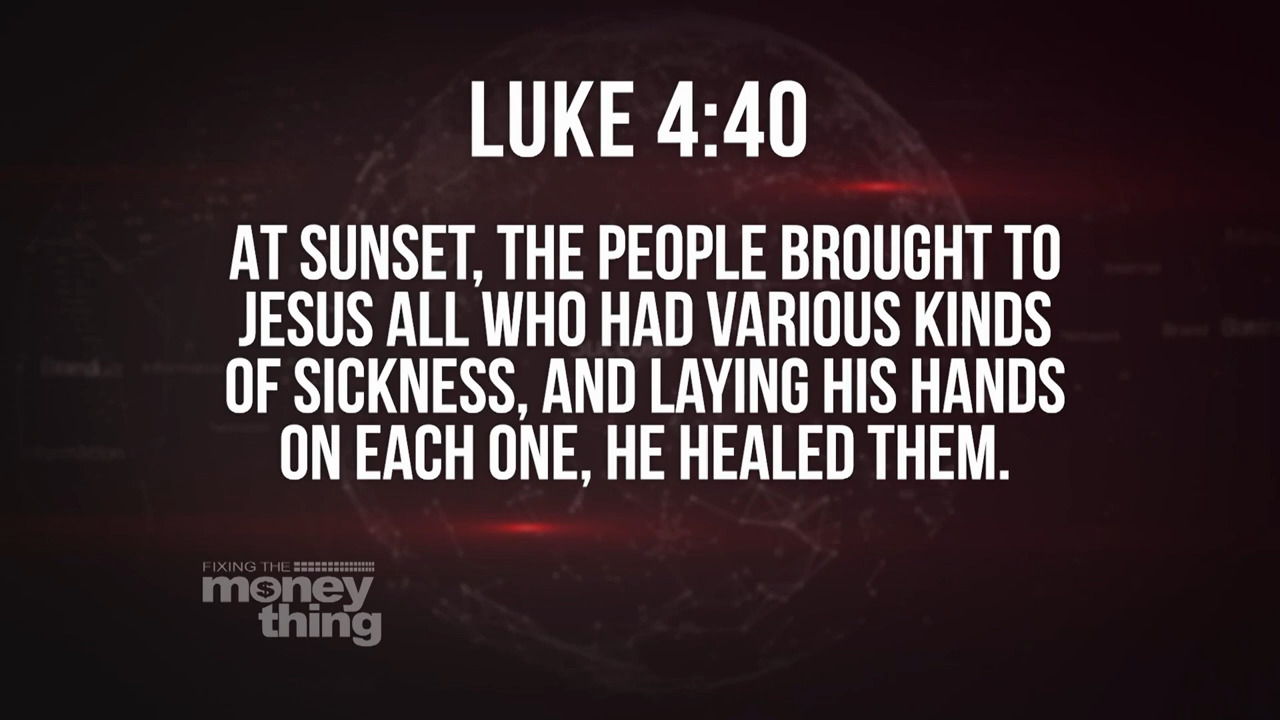 LUKE 4:40
AT SUNSET, THE PEOPLE BROUGHT TO
JESUS ALL WHO HAD VARIOUS KINDS
OF SICKNESS, AND LAYING HIS HANDS
ON EACH ONE, HE HEALED THEM.
FIXING THE
money
thing